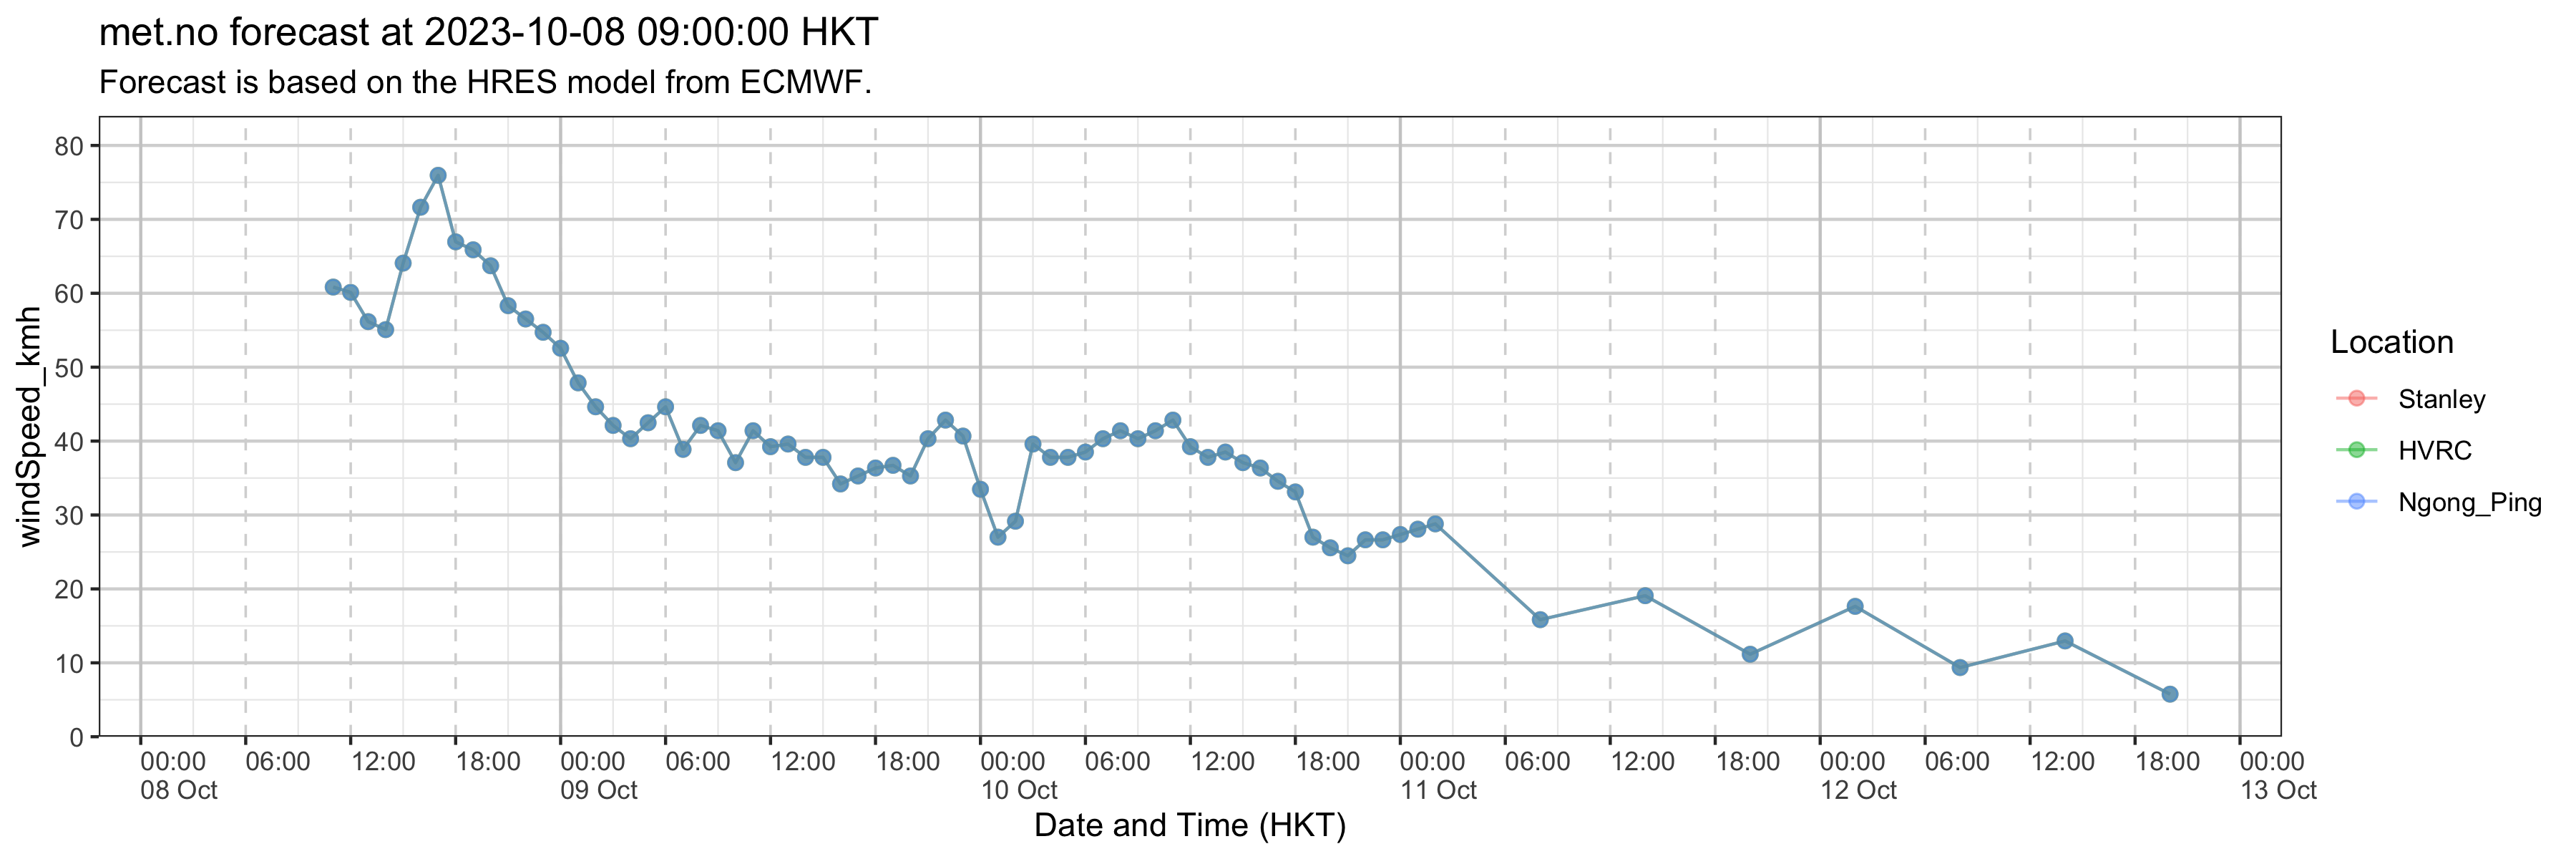 met.no forecast at 2023-10-08 09:00:00 HKT
Forecast is based on the HRES model from ECMWF.
80
70
60
50
40
30
20
10
0
windSpeed_kmh
00:00 06:00 12:00 18:00 00:00 06:00 12:00 18:00 00:00 06:00 12:00 18:00 00:00 06:00 12:00 18:00 00:00 06:00 12:00 18:00 00:00
08 Oct 09 Oct 10 Oct 11 Oct 12 Oct 13 Oct
Date and Time (HKT)
Location
Stanley
HVRC
Ngong_Ping